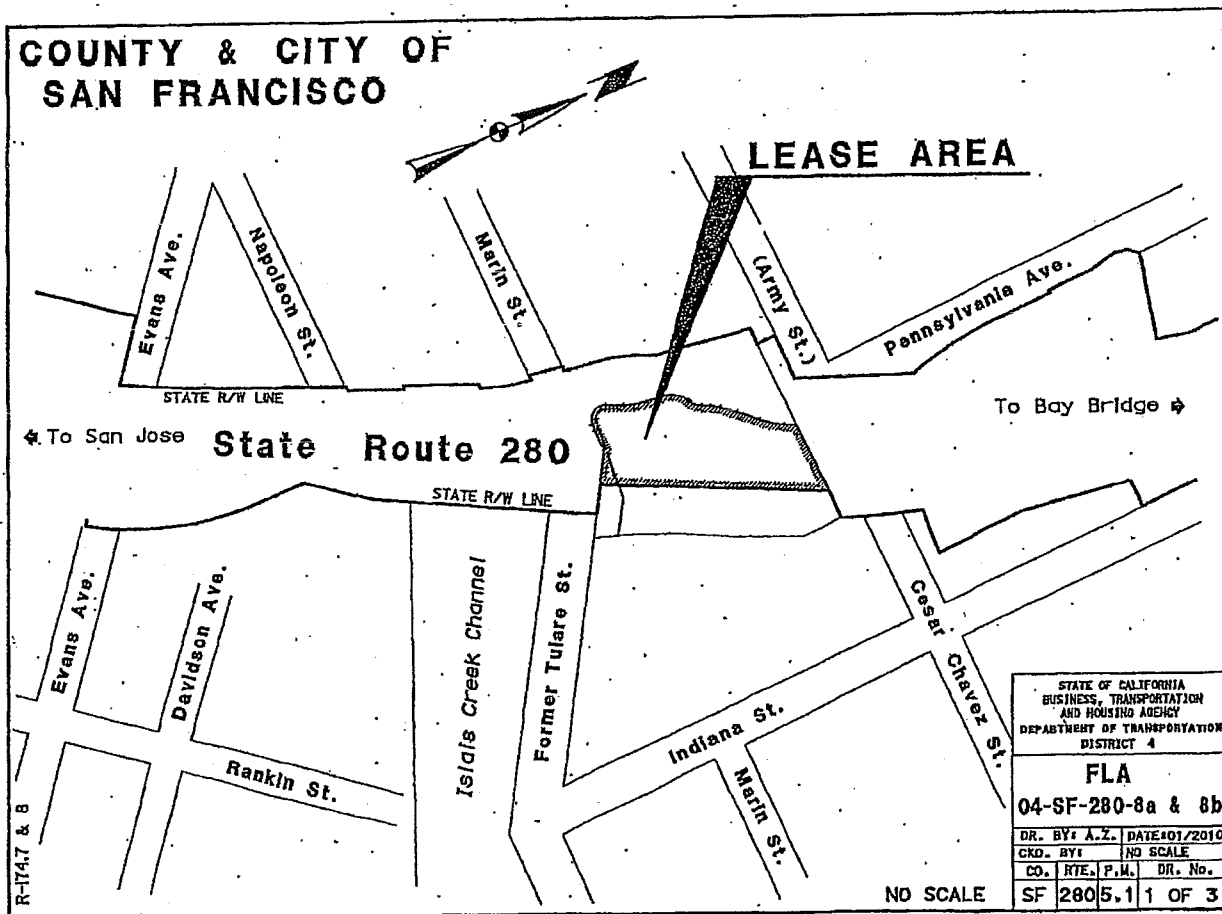 COUNTY & CITY OF
SAN FRANCISCO
LEASE AREA
Evans Ave.
Napoleon St.
Marin St.
(Army St.)
Pennsylvania Ave.
STATE R/W LINE
To San Jose
State Route 280
To Bay Bridge
STATE R/W LINE
Evans Ave.
Davidson Ave.
Rankin St.
Islais Creek Channel
Former Tulare St.
Indiana St.
Marin St.
Cesar Chavez St.
R-174.7 & 8
NO SCALE
STATE OF CALIFORNIA
BUSINESS, TRANSPORTATION
AND HOUSING AGENCY
DEPARTMENT OF TRANSPORTATION
DISTRICT 4
FLA
04-SF-280-8a & 8b
DR. BY: A.Z. DATE:01/2010
CKD. BY: NO SCALE
CO. RTE. P.M. DR. No.
SF 280 5.1 1 OF 3